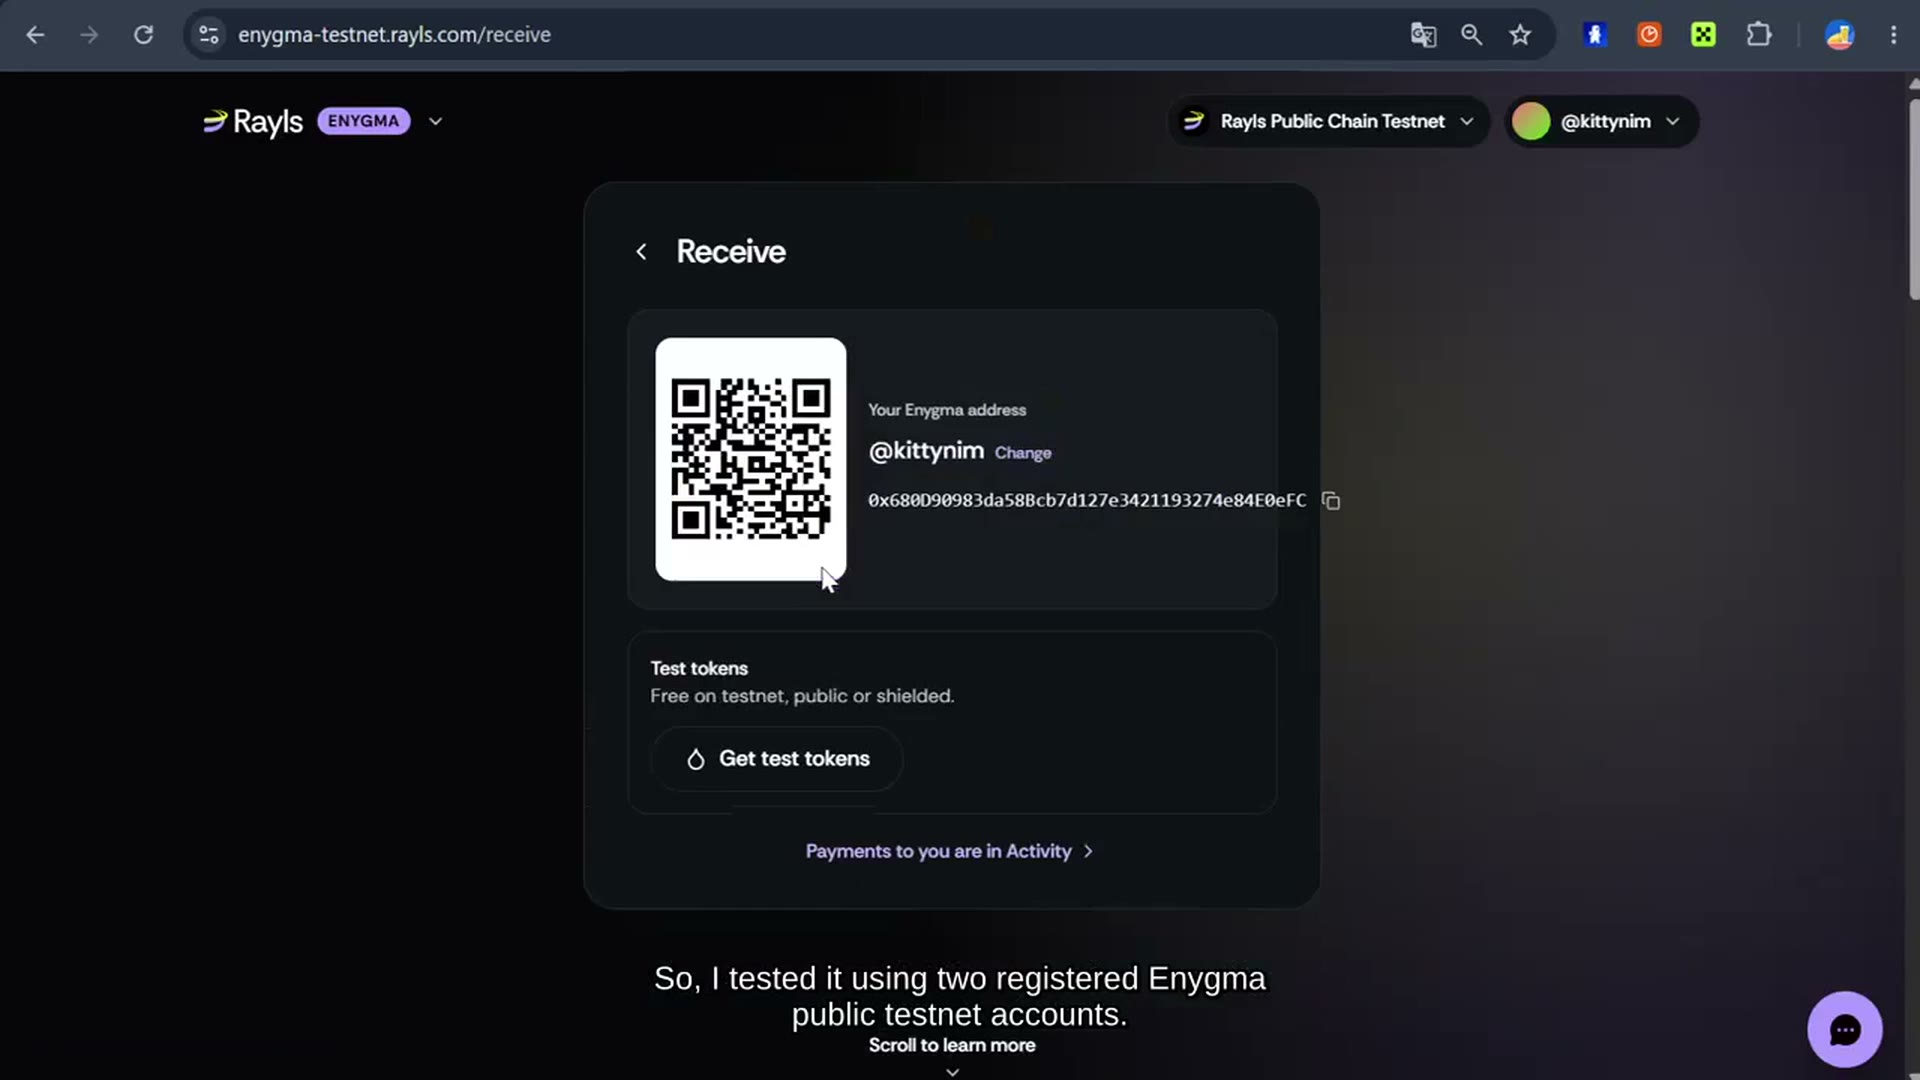 enygma-testnet.rayls.com/receive
Rayls ENYGMA
Rayls Public Chain Testnet
@kittynim
Receive
Your Enygma address
@kittynim Change
0x680D90983da58Bcb7d127e3421193274e84E0eFC
Test tokens
Free on testnet, public or shielded.
Get test tokens
Payments to you are in Activity
So, I tested it using two registered Enygma
public testnet accounts.
Scroll to learn more